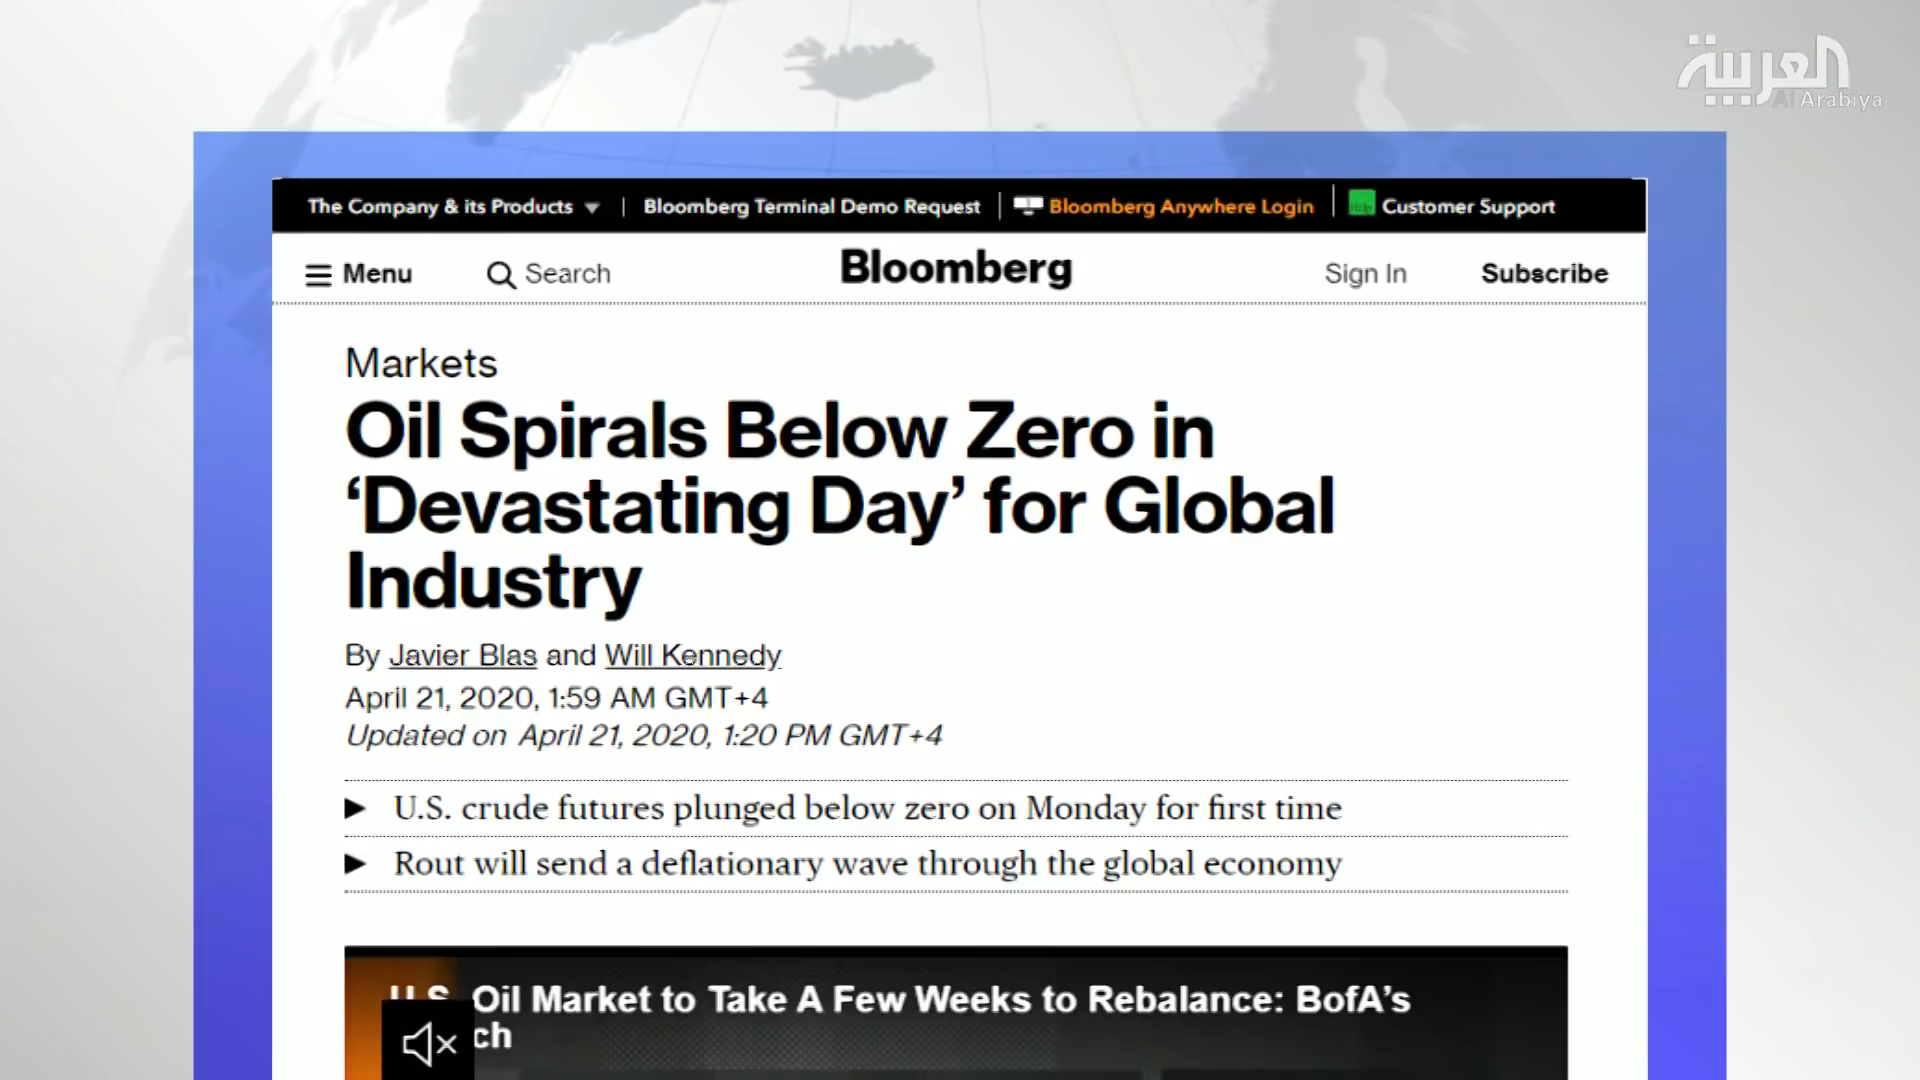 العربية
Al Arabiya
The Company & its Products | Bloomberg Terminal Demo Request | Bloomberg Anywhere Login | Customer Support
Menu Search Bloomberg Sign In Subscribe
Markets
Oil Spirals Below Zero in
‘Devastating Day’ for Global
Industry
By Javier Blas and Will Kennedy
April 21, 2020, 1:59 AM GMT+4
Updated on April 21, 2020, 1:20 PM GMT+4
U.S. crude futures plunged below zero on Monday for first time
Rout will send a deflationary wave through the global economy
U.S. Oil Market to Take A Few Weeks to Rebalance: BofA’s
ch